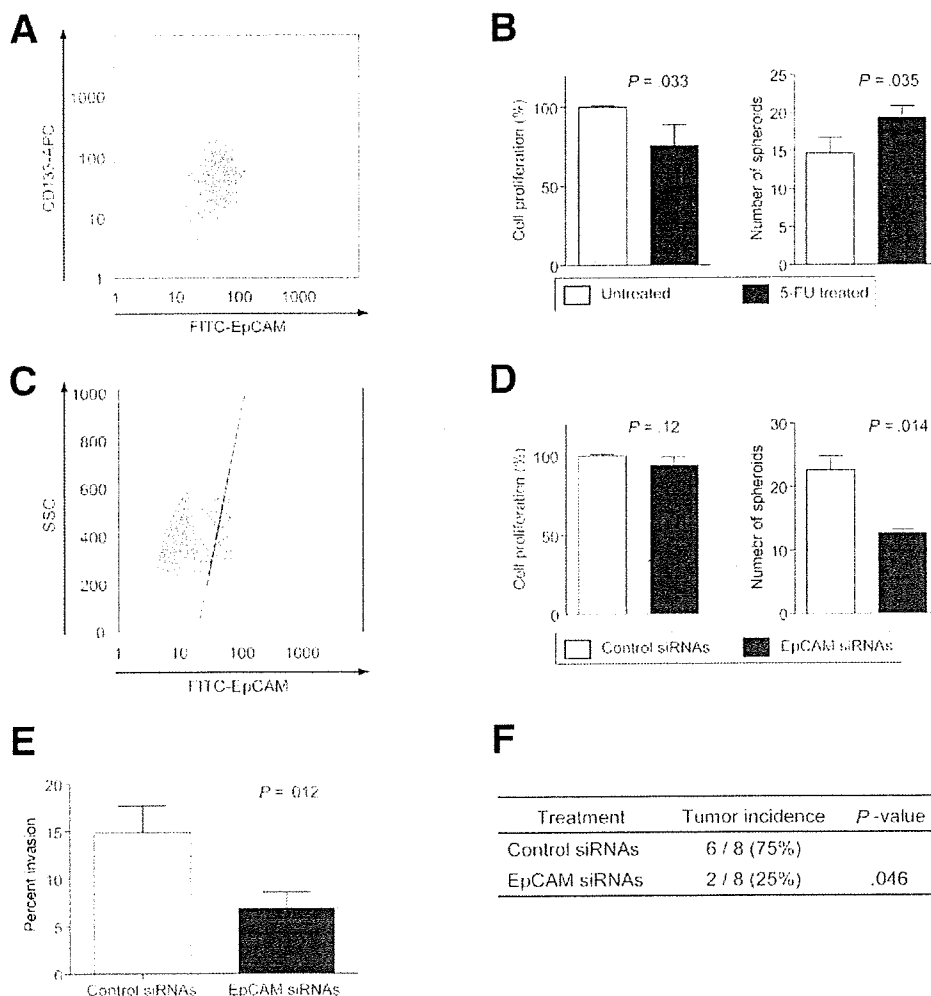 A
1000
100
10
1
CD133-APC
1
10
100
1000
FITC-EpCAM
B
P = .033
100
50
0
Cell proliferation (%)
P = .035
25
20
15
10
5
0
Number of spheroids
Untreated
5-FU treated
C
1000
800
600
400
200
0
SSC
1
10
100
1000
FITC-EpCAM
D
P = .12
100
50
0
Cell proliferation (%)
P = .014
30
20
10
0
Numecr of spheroids
Control siRNAs
EpCAM siRNAs
E
20
15
10
5
0
Percent invasion
P = 012
Control siRNAs
EpCAM siRNAs
F
Treatment Tumor incidence P-value
Control siRNAs 6 / 8 (75%)
EpCAM siRNAs 2 / 8 (25%) .046